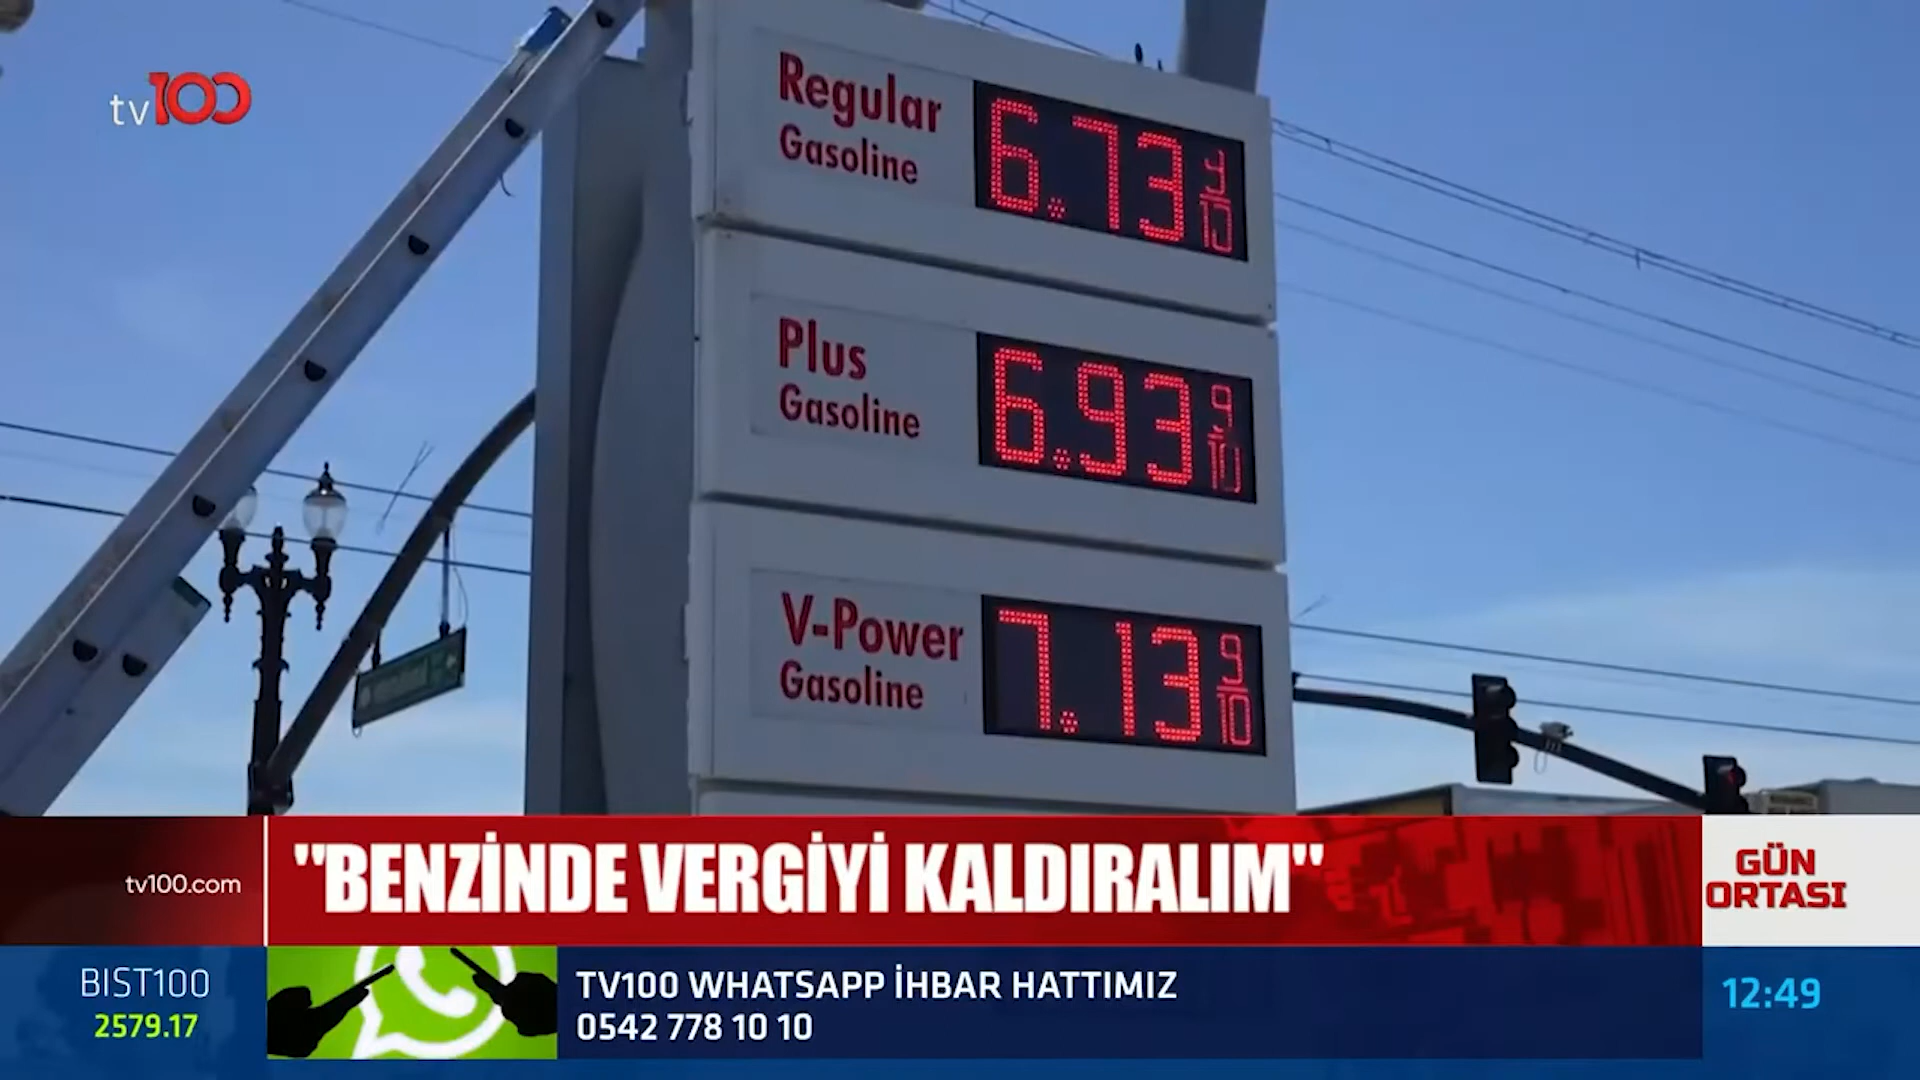 tv100
Regular
Gasoline
6.73 9/10
Plus
Gasoline
6.93 9/10
V-Power
Gasoline
7.13 9/10
tv100.com
"BENZİNDE VERGİYİ KALDIRALIM"
GÜN
ORTASI
BIST100
2579.17
TV100 WHATSAPP İHBAR HATTIMIZ
0542 778 10 10
12:49